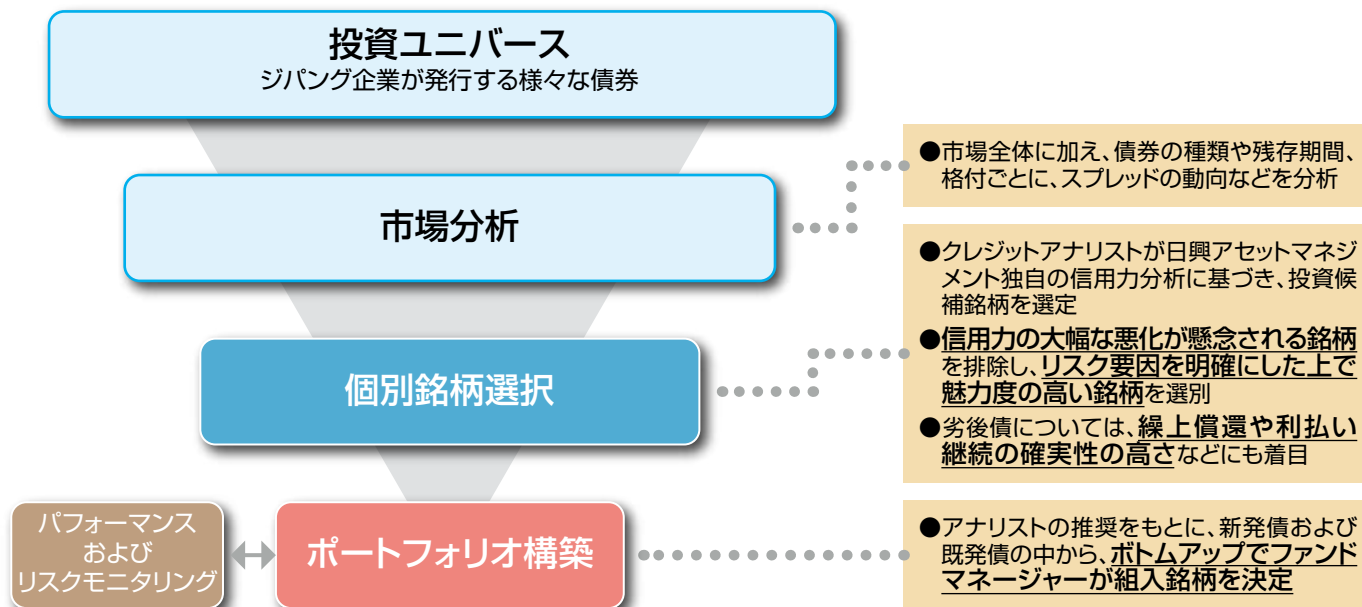 投資ユニバース
ジパング企業が発行する様々な債券
市場分析
●市場全体に加え、債券の種類や残存期間、
格付ごとに、スプレッドの動向などを分析
個別銘柄選択
●クレジットアナリストが日興アセットマネジ
メント独自の信用力分析に基づき、投資候
補銘柄を選定
●信用力の大幅な悪化が懸念される銘柄
を排除し、リスク要因を明確にした上で
魅力度の高い銘柄を選別
●劣後債については、繰上償還や利払い
継続の確実性の高さなどにも着目
パフォーマンス
および
リスクモニタリング
ポートフォリオ構築
●アナリストの推奨をもとに、新発債および
既発債の中から、ボトムアップでファンド
マネージャーが組入銘柄を決定